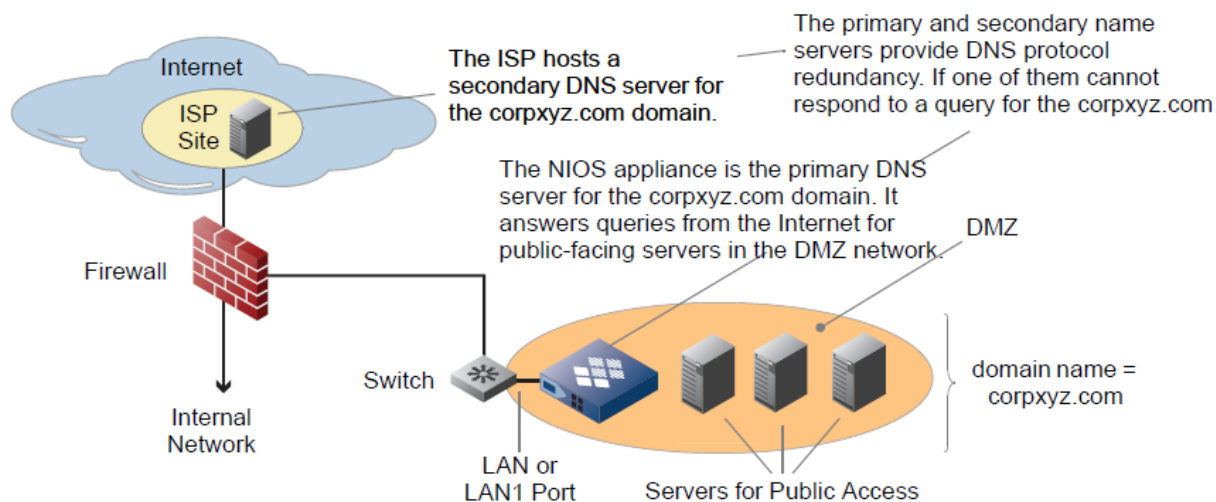 The primary and secondary name
servers provide DNS protocol
redundancy. If one of them cannot
respond to a query for the corpxyz.com
The ISP hosts a
secondary DNS server for
the corpxyz.com domain.
Internet
ISP
Site
The NIOS appliance is the primary DNS
server for the corpxyz.com domain. It
answers queries from the Internet for
public-facing servers in the DMZ network.
DMZ
Firewall
Switch
domain name =
corpxyz.com
Internal
Network
LAN or
LAN1 Port
Servers for Public Access